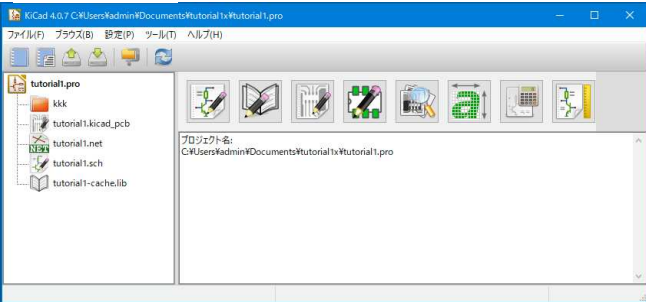 KiCad 4.0.7 C:¥Users¥admin¥Documents¥tutorial1x¥tutorial1.pro
ファイル(F) ブラウズ(B) 設定(P) ツール(T) ヘルプ(H)
tutorial1.pro
kkk
tutorial1.kicad_pcb
NET
tutorial1.net
tutorial1.sch
tutorial1-cache.lib
プロジェクト名:
C:¥Users¥admin¥Documents¥tutorial1x¥tutorial1.pro